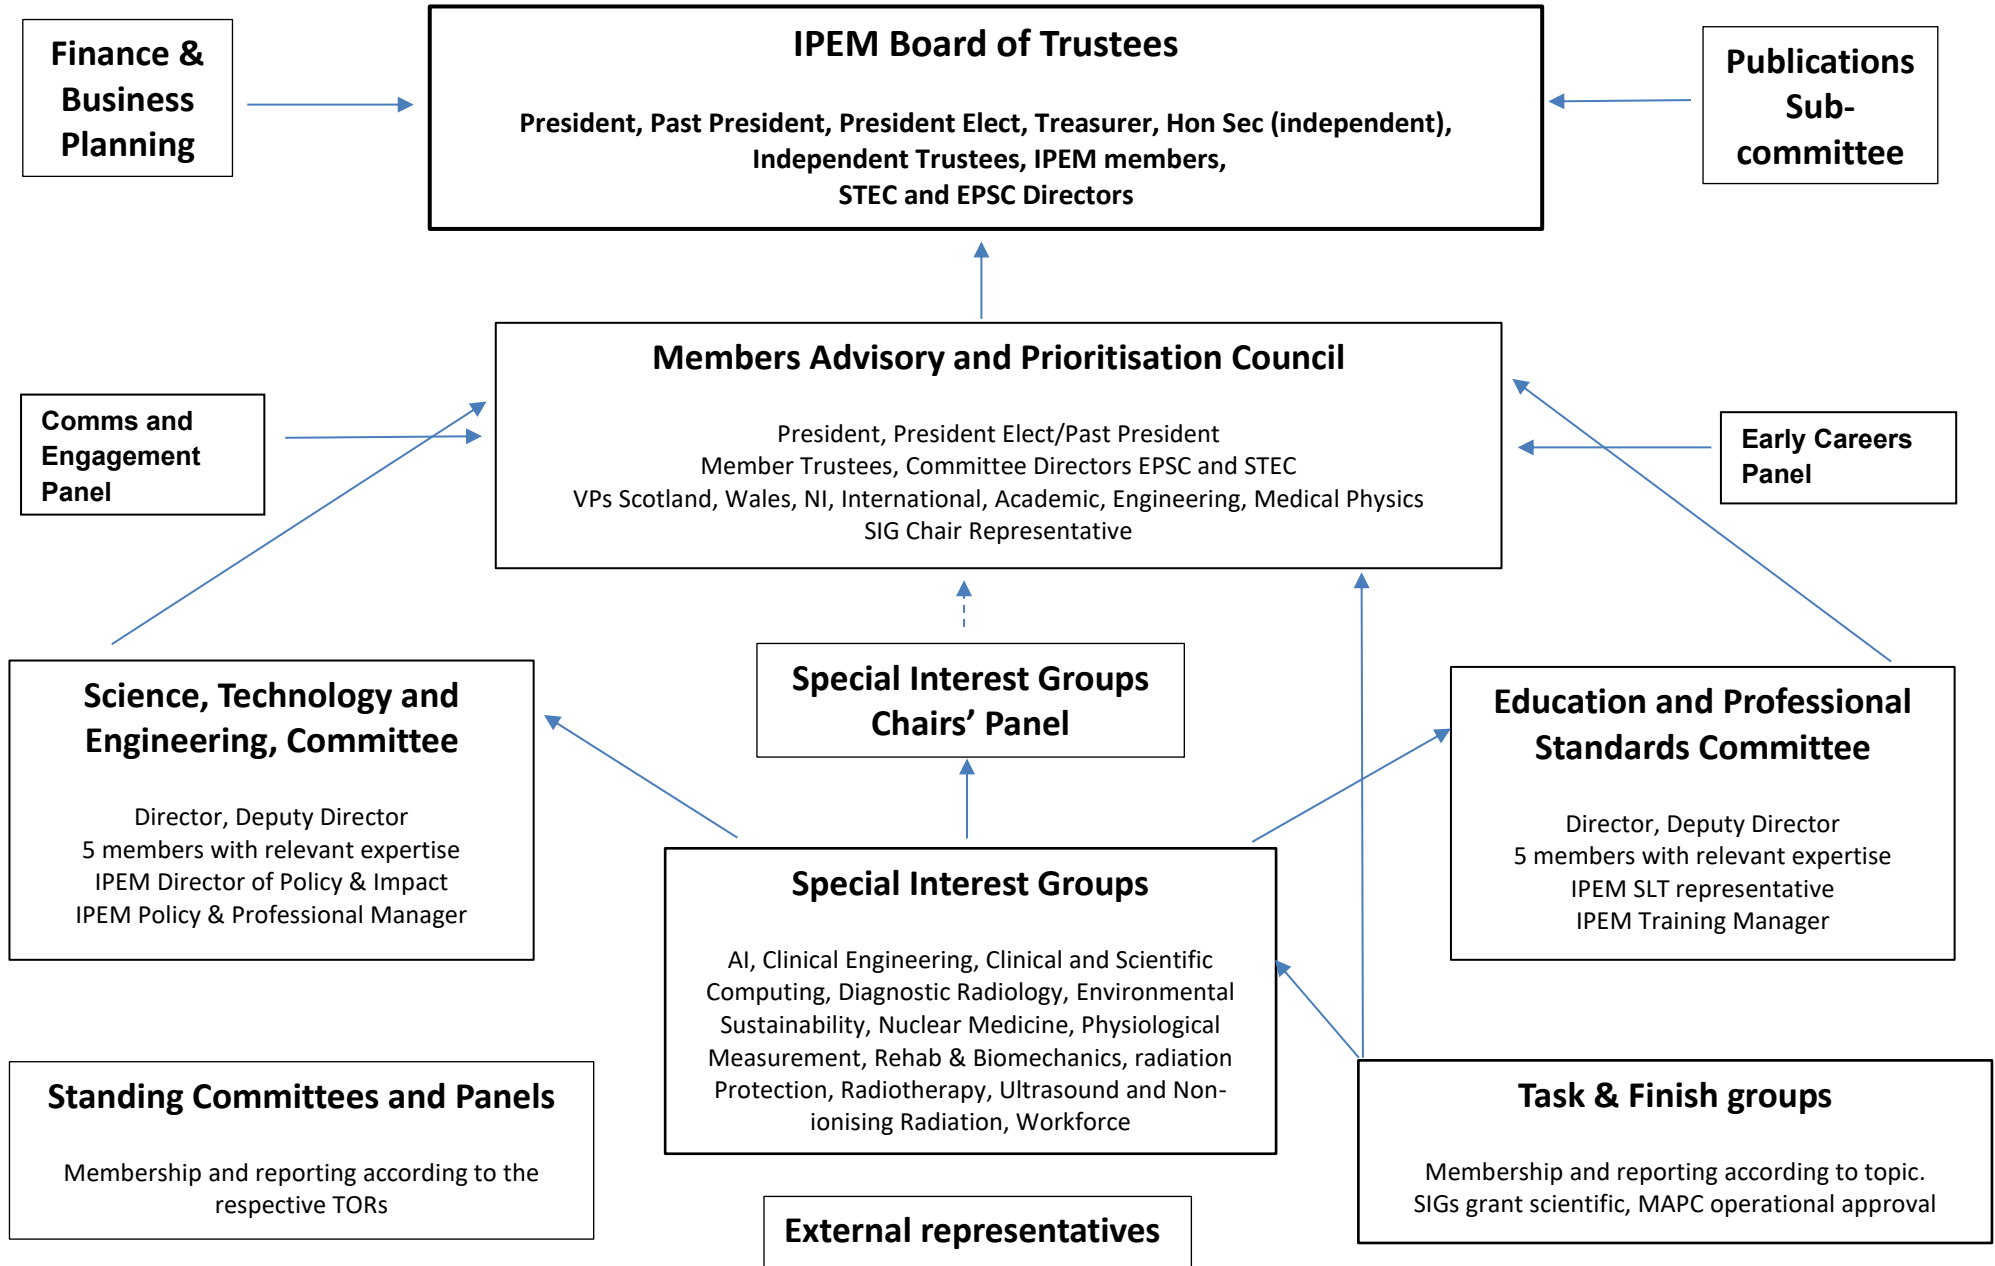 Finance &
Business
Planning
IPEM Board of Trustees
President, Past President, President Elect, Treasurer, Hon Sec (independent),
Independent Trustees, IPEM members,
STEC and EPSC Directors
Publications
Sub-
committee
Members Advisory and Prioritisation Council
President, President Elect/Past President
Member Trustees, Committee Directors EPSC and STEC
VPs Scotland, Wales, NI, International, Academic, Engineering, Medical Physics
SIG Chair Representative
Comms and
Engagement
Panel
Early Careers
Panel
Science, Technology and
Engineering, Committee
Director, Deputy Director
5 members with relevant expertise
IPEM Director of Policy & Impact
IPEM Policy & Professional Manager
Special Interest Groups
Chairs’ Panel
Education and Professional
Standards Committee
Director, Deputy Director
5 members with relevant expertise
IPEM SLT representative
IPEM Training Manager
Special Interest Groups
AI, Clinical Engineering, Clinical and Scientific
Computing, Diagnostic Radiology, Environmental
Sustainability, Nuclear Medicine, Physiological
Measurement, Rehab & Biomechanics, radiation
Protection, Radiotherapy, Ultrasound and Non-
ionising Radiation, Workforce
Standing Committees and Panels
Membership and reporting according to the
respective TORs
Task & Finish groups
Membership and reporting according to topic.
SIGs grant scientific, MAPC operational approval
External representatives